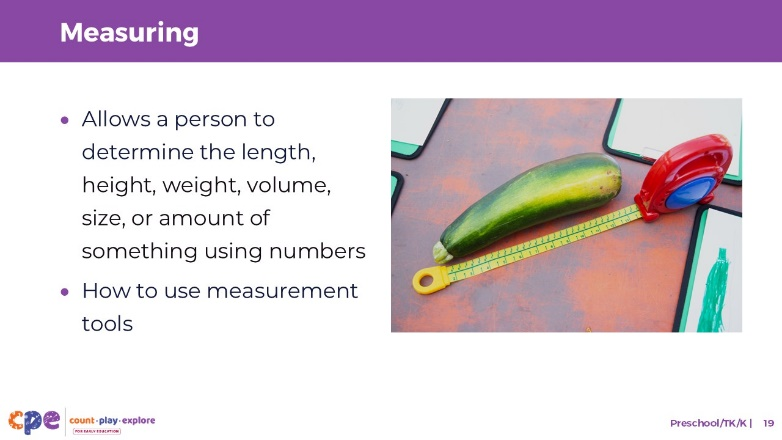 Measuring
• Allows a person to
determine the length,
height, weight, volume,
size, or amount of
something using numbers
• How to use measurement
tools
cpe
count·play·explore
FOR EARLY EDUCATION
Preschool/TK/K | 19